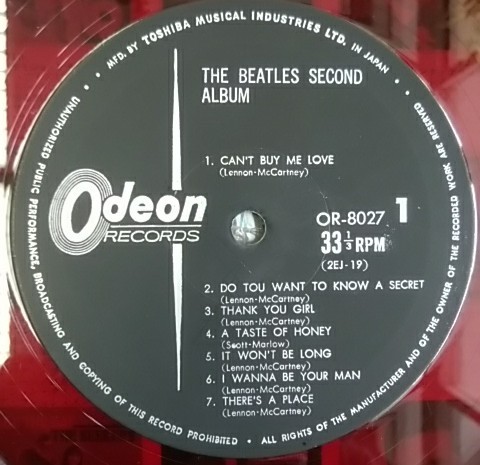 • MFD. BY TOSHIBA MUSICAL INDUSTRIES LTD. IN JAPAN •
THE BEATLES SECOND
ALBUM
1. CAN'T BUY ME LOVE
(Lennon-McCartney)
Odeon
RECORDS
OR-8027 1
33 1/3 RPM
(2EJ-19)
2. DO TOU WANT TO KNOW A SECRET
(Lennon-McCartney)
3. THANK YOU GIRL
(Lennon-McCartney)
4. A TASTE OF HONEY
(Scott-Marlow)
5. IT WON'T BE LONG
(Lennon-McCartney)
6. I WANNA BE YOUR MAN
(Lennon-McCartney)
7. THERE'S A PLACE
(Lennon-McCartney)
UNAUTHORIZED PUBLIC PERFORMANCE, BROADCASTING AND COPYING OF THIS RECORD PROHIBITED • ALL RIGHTS OF THE MANUFACTURER AND OF THE OWNER OF THE RECORDED WORK ARE RESERVED